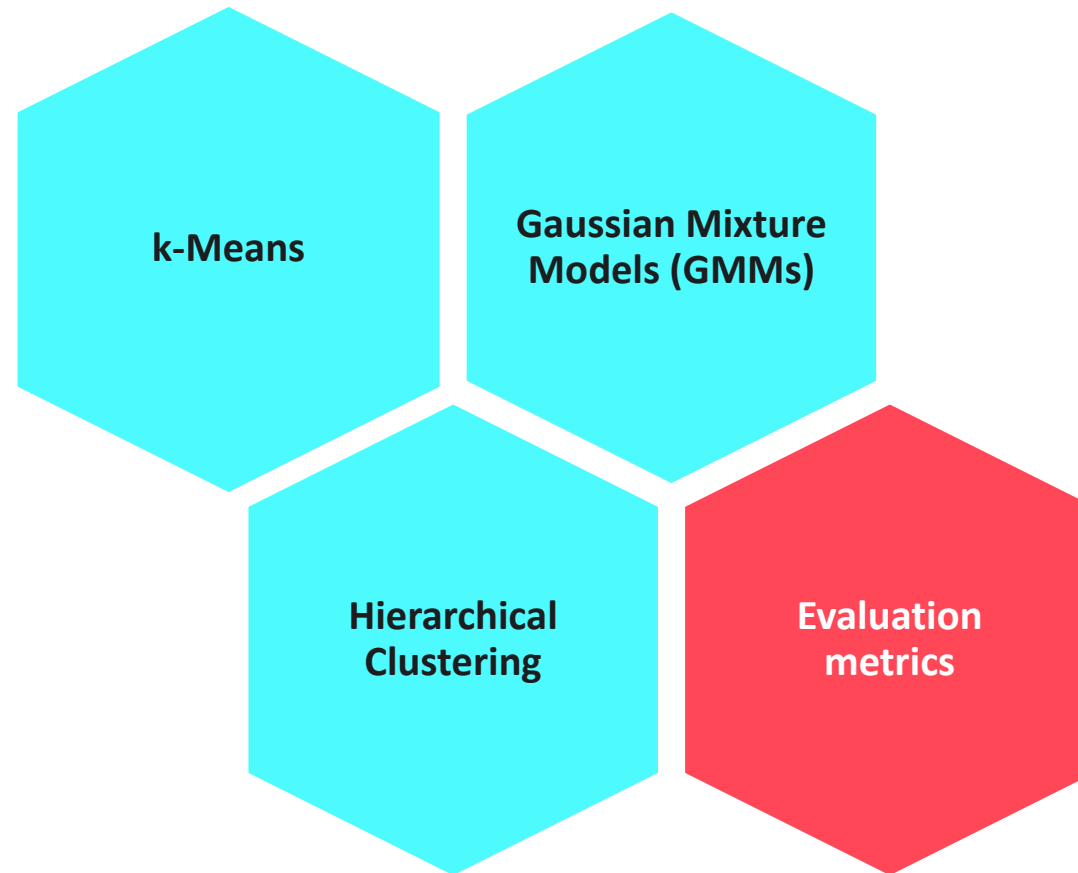 k-Means
Gaussian Mixture
Models (GMMs)
Hierarchical
Clustering
Evaluation
metrics